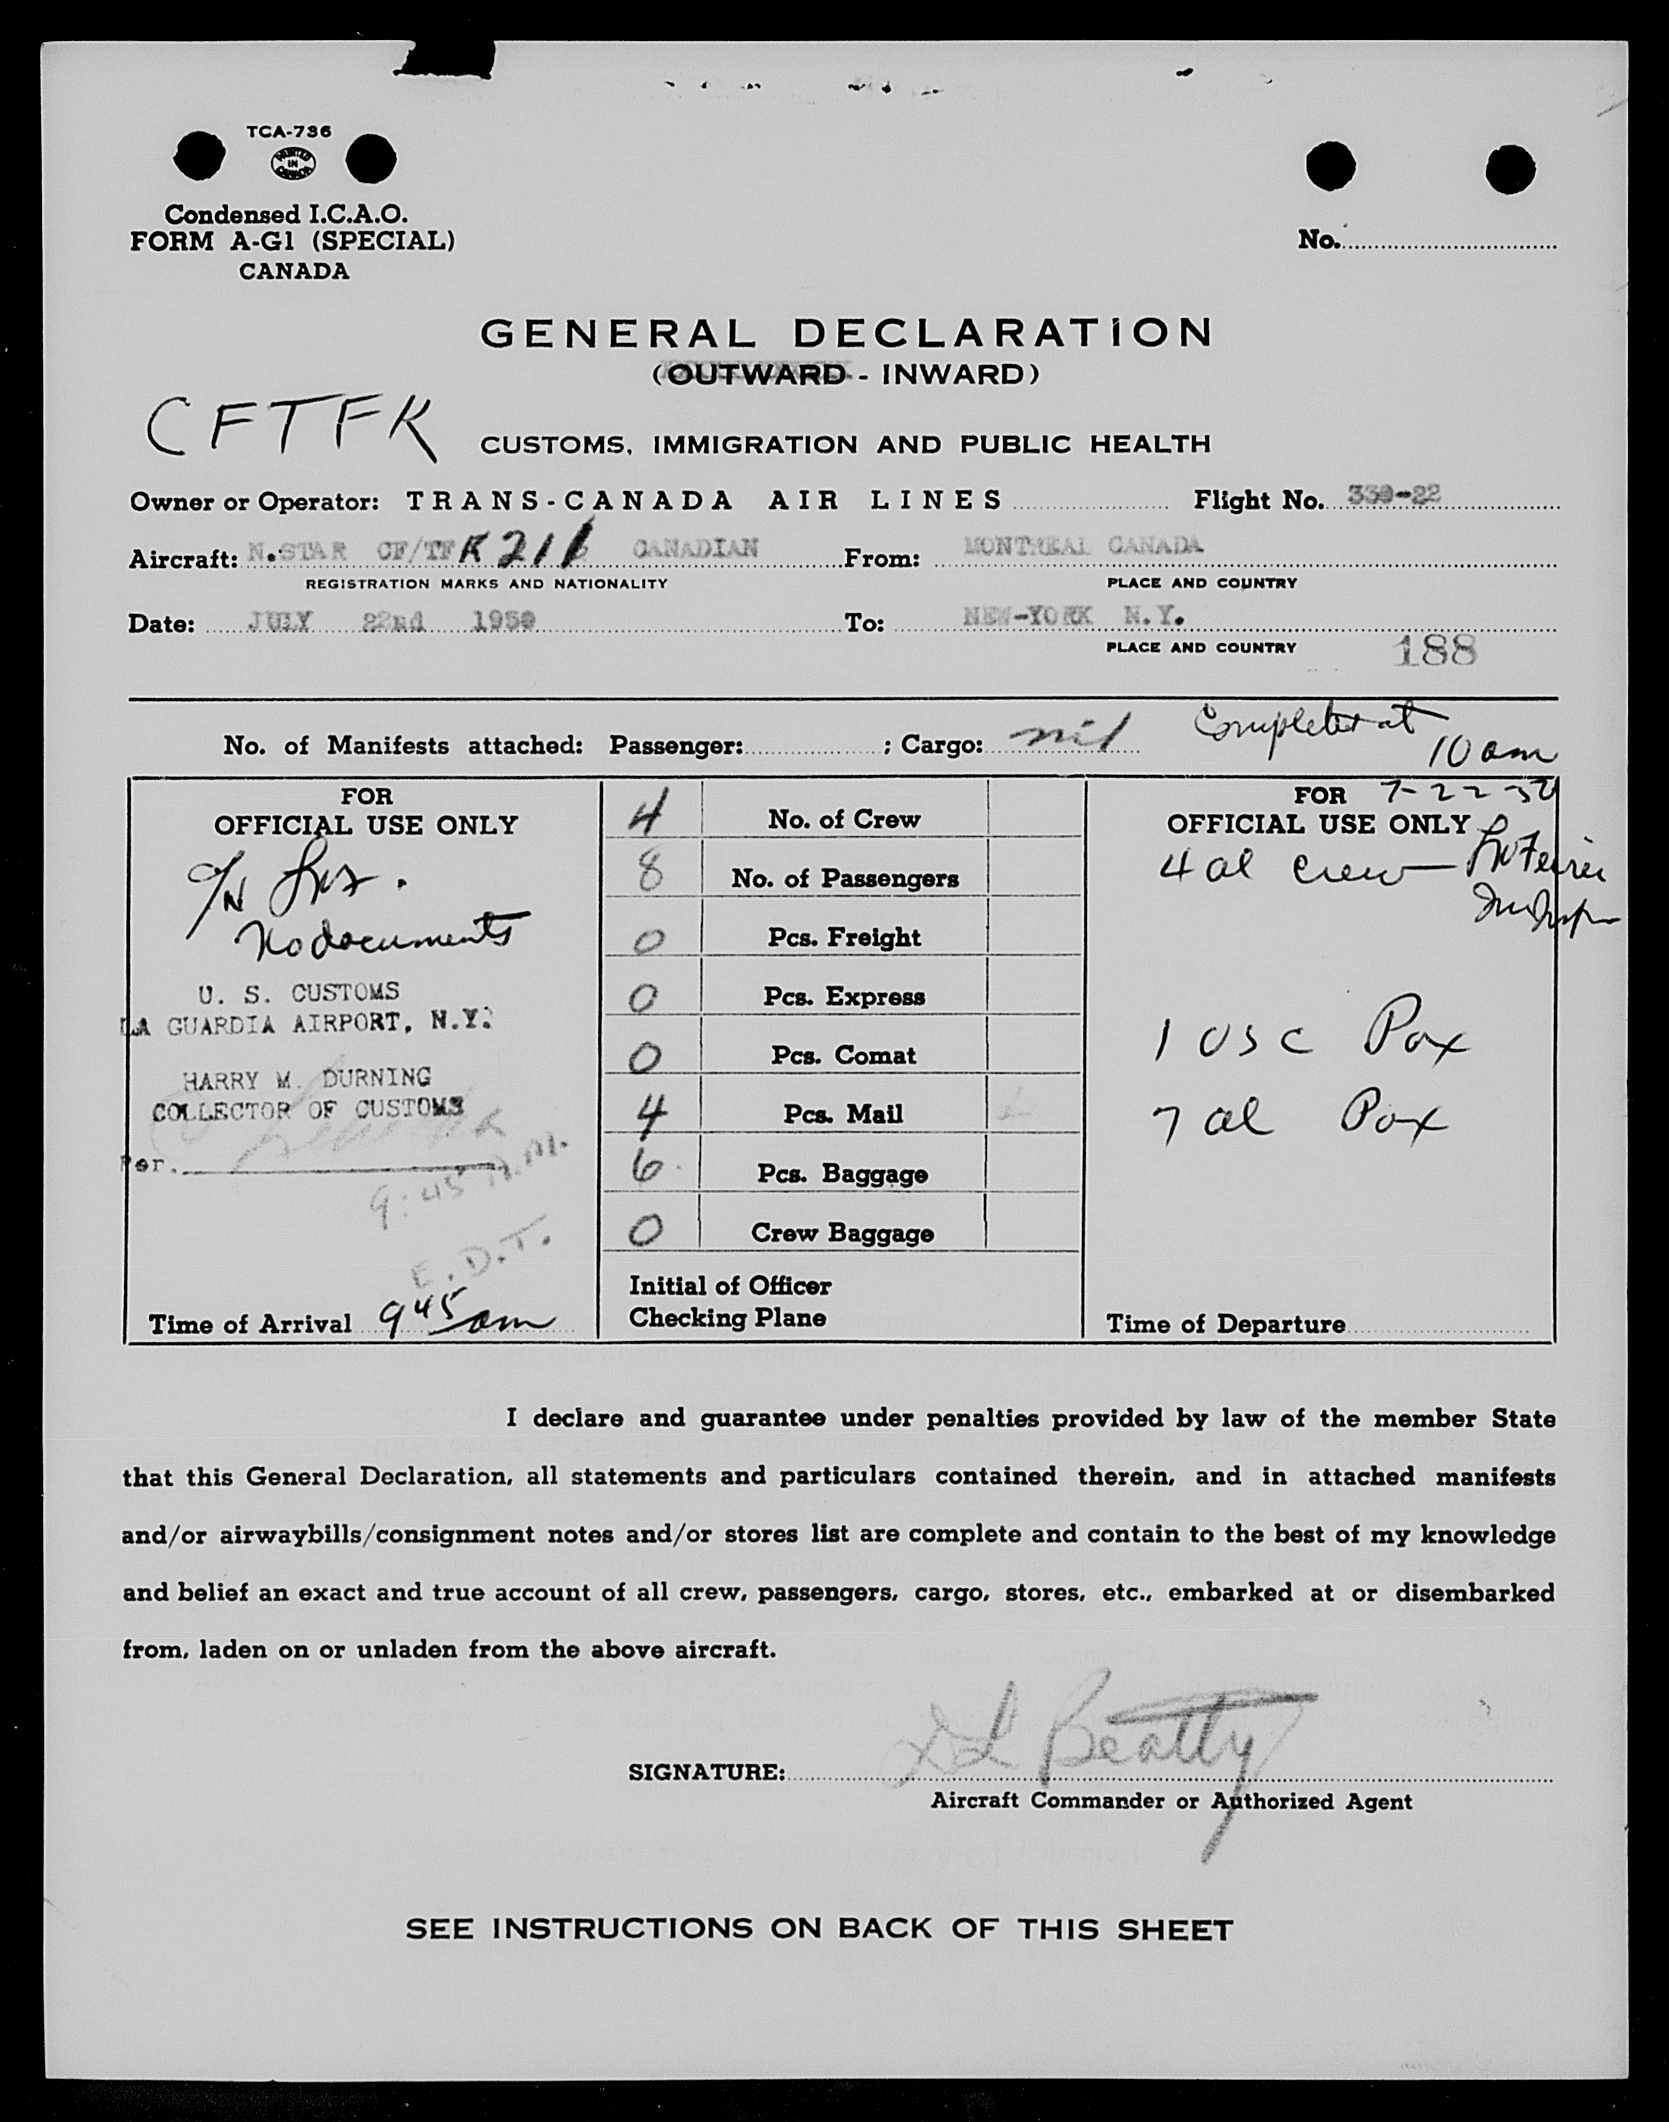 TCA-736
PRINTED IN CANADA
Condensed I.C.A.O.
FORM A-G1 (SPECIAL)
CANADA
No.
GENERAL DECLARATION
(OUTWARD - INWARD)
CFTFK
CUSTOMS, IMMIGRATION AND PUBLIC HEALTH
Owner or Operator: TRANS-CANADA AIR LINES Flight No. 330-22
Aircraft: N.STAR CF/TFK 216 CANADIAN From: MONTREAL CANADA
REGISTRATION MARKS AND NATIONALITY PLACE AND COUNTRY
Date: JULY 22nd 1950 To: NEW-YORK N.Y.
PLACE AND COUNTRY 188
No. of Manifests attached: Passenger: ; Cargo: nil Completed at
10 am
7-22-50
FOR
OFFICIAL USE ONLY
No documents
U. S. CUSTOMS
LA GUARDIA AIRPORT, N.Y.
HARRY M. DURNING
COLLECTOR OF CUSTOMS
Per.
9:45 A.M.
E.D.T.
Time of Arrival 9 45 am
4 No. of Crew
8 No. of Passengers
0 Pcs. Freight
0 Pcs. Express
0 Pcs. Comat
4 Pcs. Mail
6 Pcs. Baggage
0 Crew Baggage
Initial of Officer
Checking Plane
FOR
OFFICIAL USE ONLY
4 al crew
1 USC Pax
7 al Pax
Time of Departure
I declare and guarantee under penalties provided by law of the member State
that this General Declaration, all statements and particulars contained therein, and in attached manifests
and/or airwaybills/consignment notes and/or stores list are complete and contain to the best of my knowledge
and belief an exact and true account of all crew, passengers, cargo, stores, etc., embarked at or disembarked
from, laden on or unladen from the above aircraft.
SIGNATURE: Beatty
Aircraft Commander or Authorized Agent
SEE INSTRUCTIONS ON BACK OF THIS SHEET